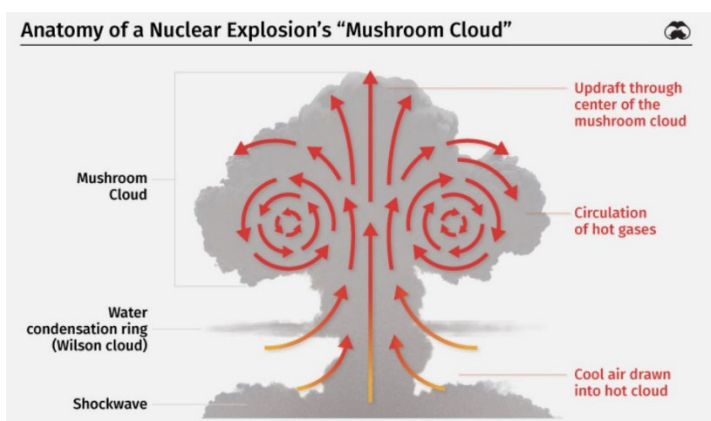 Anatomy of a Nuclear Explosion's “Mushroom Cloud”
Updraft through
center of the
mushroom cloud
Mushroom
Cloud
Circulation
of hot gases
Water
condensation ring
(Wilson cloud)
Cool air drawn
into hot cloud
Shockwave